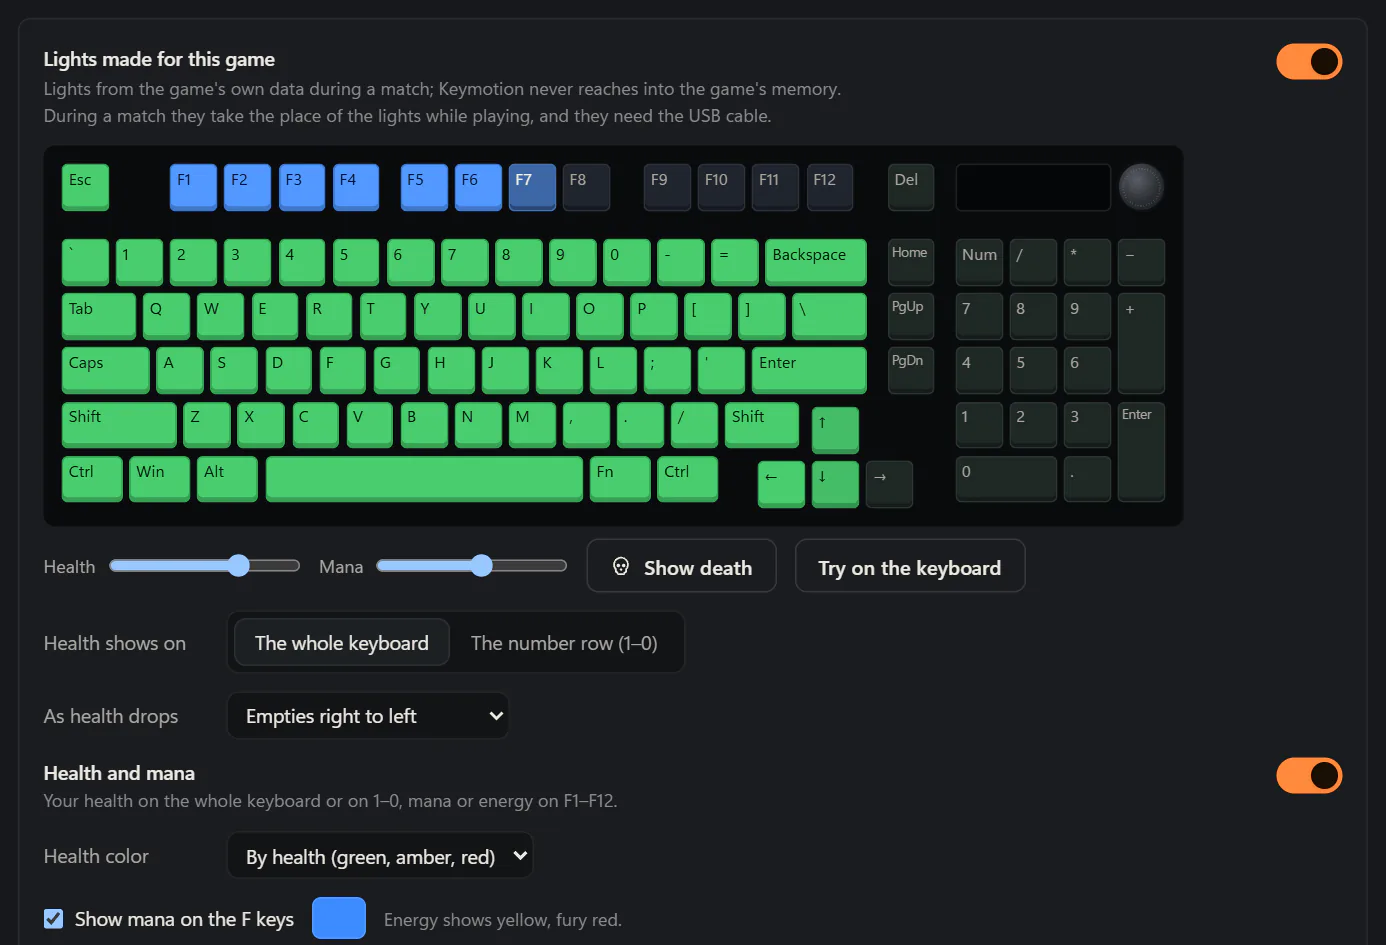 Lights made for this game
Lights from the game's own data during a match; Keymotion never reaches into the game's memory.
During a match they take the place of the lights while playing, and they need the USB cable.
Esc F1 F2 F3 F4 F5 F6 F7 F8 F9 F10 F11 F12 Del
` 1 2 3 4 5 6 7 8 9 0 - = Backspace Home Num / * −
Tab Q W E R T Y U I O P [ ] \ PgUp 7 8 9 +
Caps A S D F G H J K L ; ' Enter PgDn 4 5 6
Shift Z X C V B N M , . / Shift ↑ 1 2 3 Enter
Ctrl Win Alt Fn Ctrl ← ↓ → 0 .
Health Mana Show death Try on the keyboard
Health shows on The whole keyboard The number row (1–0)
As health drops Empties right to left
Health and mana
Your health on the whole keyboard or on 1–0, mana or energy on F1–F12.
Health color By health (green, amber, red)
Show mana on the F keys Energy shows yellow, fury red.